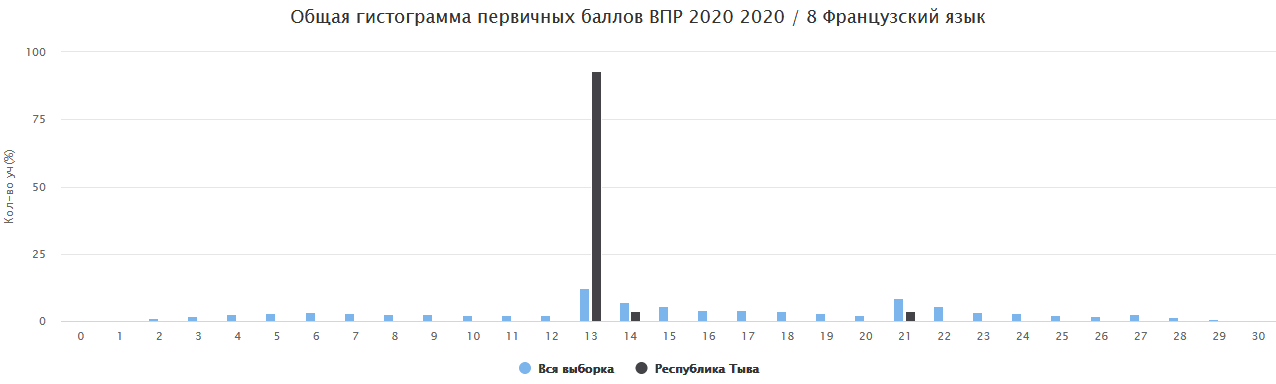 Общая гистограмма первичных баллов ВПР 2020 2020 / 8 Французский язык
100
75
50
25
0
Кол-во уч(%)
0 1 2 3 4 5 6 7 8 9 10 11 12 13 14 15 16 17 18 19 20 21 22 23 24 25 26 27 28 29 30
Вся выборка Республика Тыва